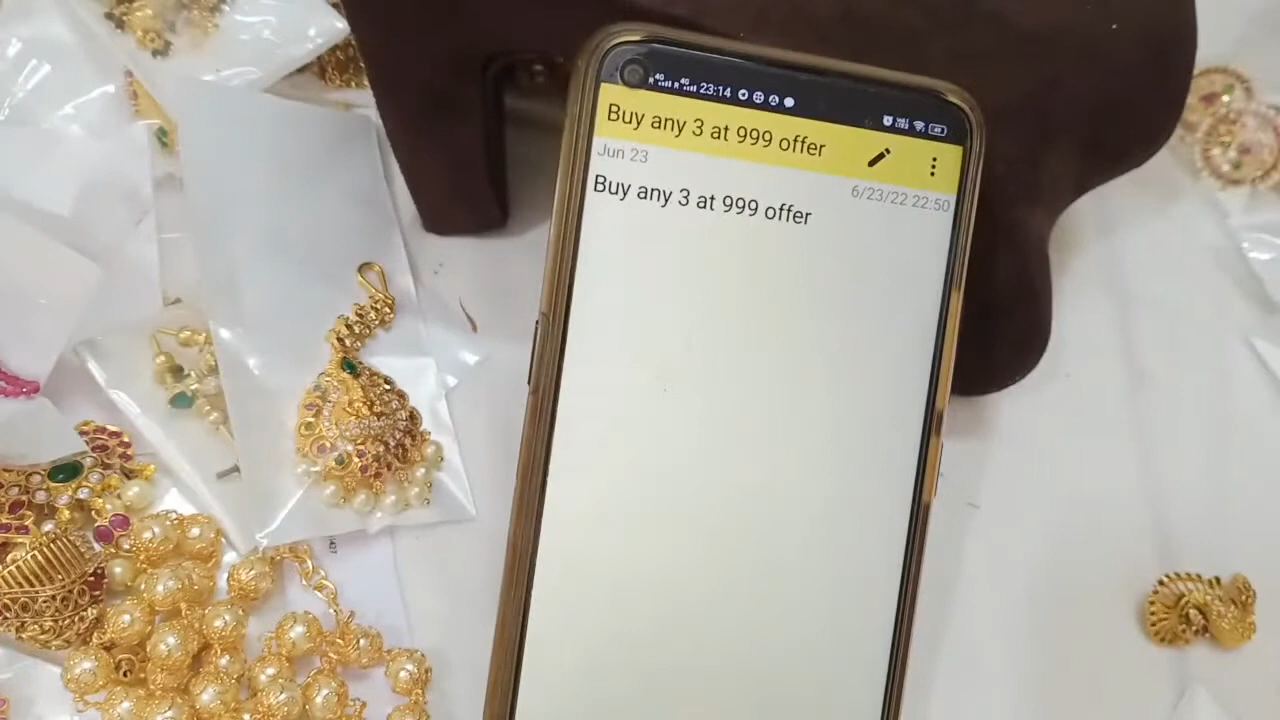 23:14
Buy any 3 at 999 offer
Jun 23
6/23/22 22:50
Buy any 3 at 999 offer